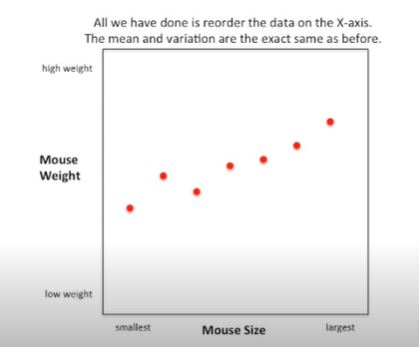 All we have done is reorder the data on the X-axis.
The mean and variation are the exact same as before.
high weight
Mouse
Weight
low weight
smallest
Mouse Size
largest